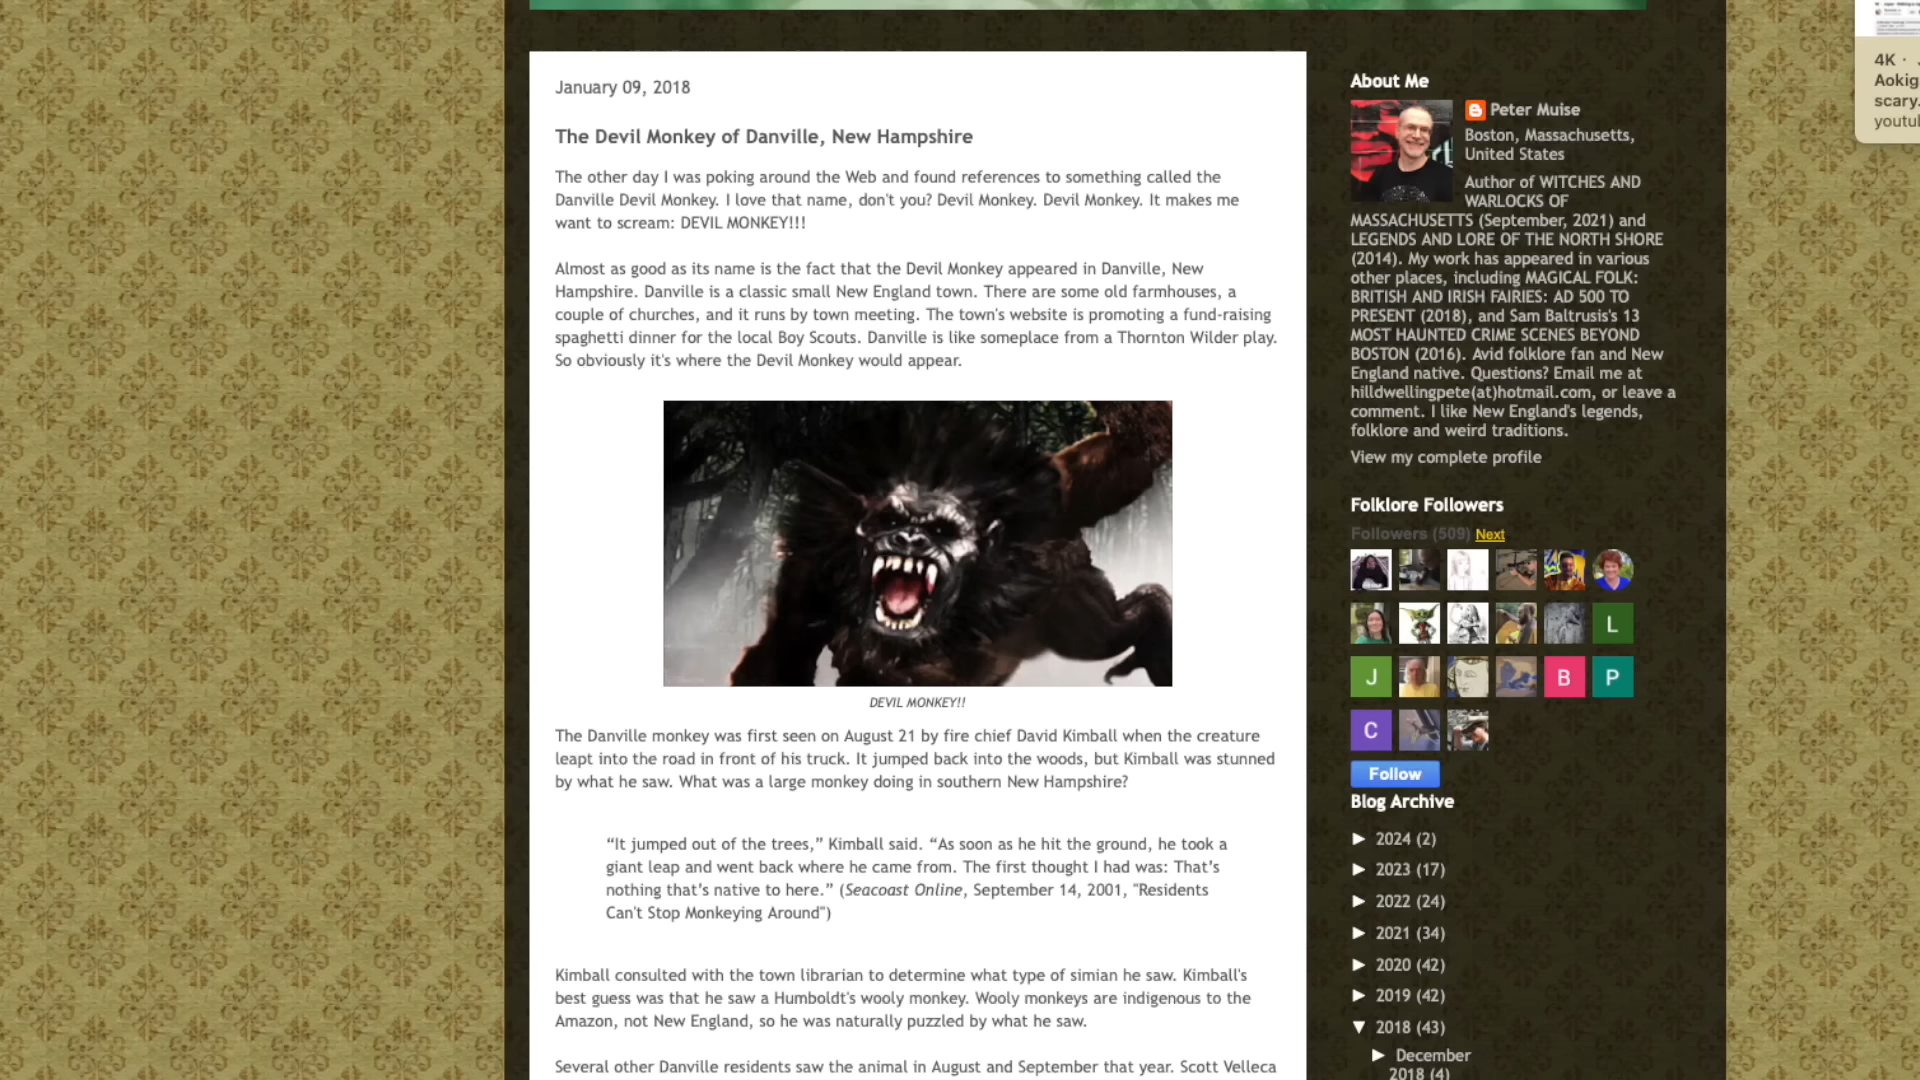 January 09, 2018
The Devil Monkey of Danville, New Hampshire
The other day I was poking around the Web and found references to something called the
Danville Devil Monkey. I love that name, don't you? Devil Monkey. Devil Monkey. It makes me
want to scream: DEVIL MONKEY!!!
Almost as good as its name is the fact that the Devil Monkey appeared in Danville, New
Hampshire. Danville is a classic small New England town. There are some old farmhouses, a
couple of churches, and it runs by town meeting. The town's website is promoting a fund-raising
spaghetti dinner for the local Boy Scouts. Danville is like someplace from a Thornton Wilder play.
So obviously it's where the Devil Monkey would appear.
DEVIL MONKEY!!
The Danville monkey was first seen on August 21 by fire chief David Kimball when the creature
leapt into the road in front of his truck. It jumped back into the woods, but Kimball was stunned
by what he saw. What was a large monkey doing in southern New Hampshire?
“It jumped out of the trees,” Kimball said. “As soon as he hit the ground, he took a
giant leap and went back where he came from. The first thought I had was: That’s
nothing that’s native to here.” (Seacoast Online, September 14, 2001, "Residents
Can't Stop Monkeying Around")
Kimball consulted with the town librarian to determine what type of simian he saw. Kimball's
best guess was that he saw a Humboldt's wooly monkey. Wooly monkeys are indigenous to the
Amazon, not New England, so he was naturally puzzled by what he saw.
Several other Danville residents saw the animal in August and September that year. Scott Velleca
About Me
Peter Muise
Boston, Massachusetts,
United States
Author of WITCHES AND
WARLOCKS OF
MASSACHUSETTS (September, 2021) and
LEGENDS AND LORE OF THE NORTH SHORE
(2014). My work has appeared in various
other places, including MAGICAL FOLK:
BRITISH AND IRISH FAIRIES: AD 500 TO
PRESENT (2018), and Sam Baltrusis's 13
MOST HAUNTED CRIME SCENES BEYOND
BOSTON (2016). Avid folklore fan and New
England native. Questions? Email me at
hilldwellingpete(at)hotmail.com, or leave a
comment. I like New England's legends,
folklore and weird traditions.
View my complete profile
Folklore Followers
Followers (509) Next
L
J B P
C
Follow
Blog Archive
► 2024 (2)
► 2023 (17)
► 2022 (24)
► 2021 (34)
► 2020 (42)
► 2019 (42)
▼ 2018 (43)
► December
2018 (4)
4K ·
Aokig
scary.
youtul